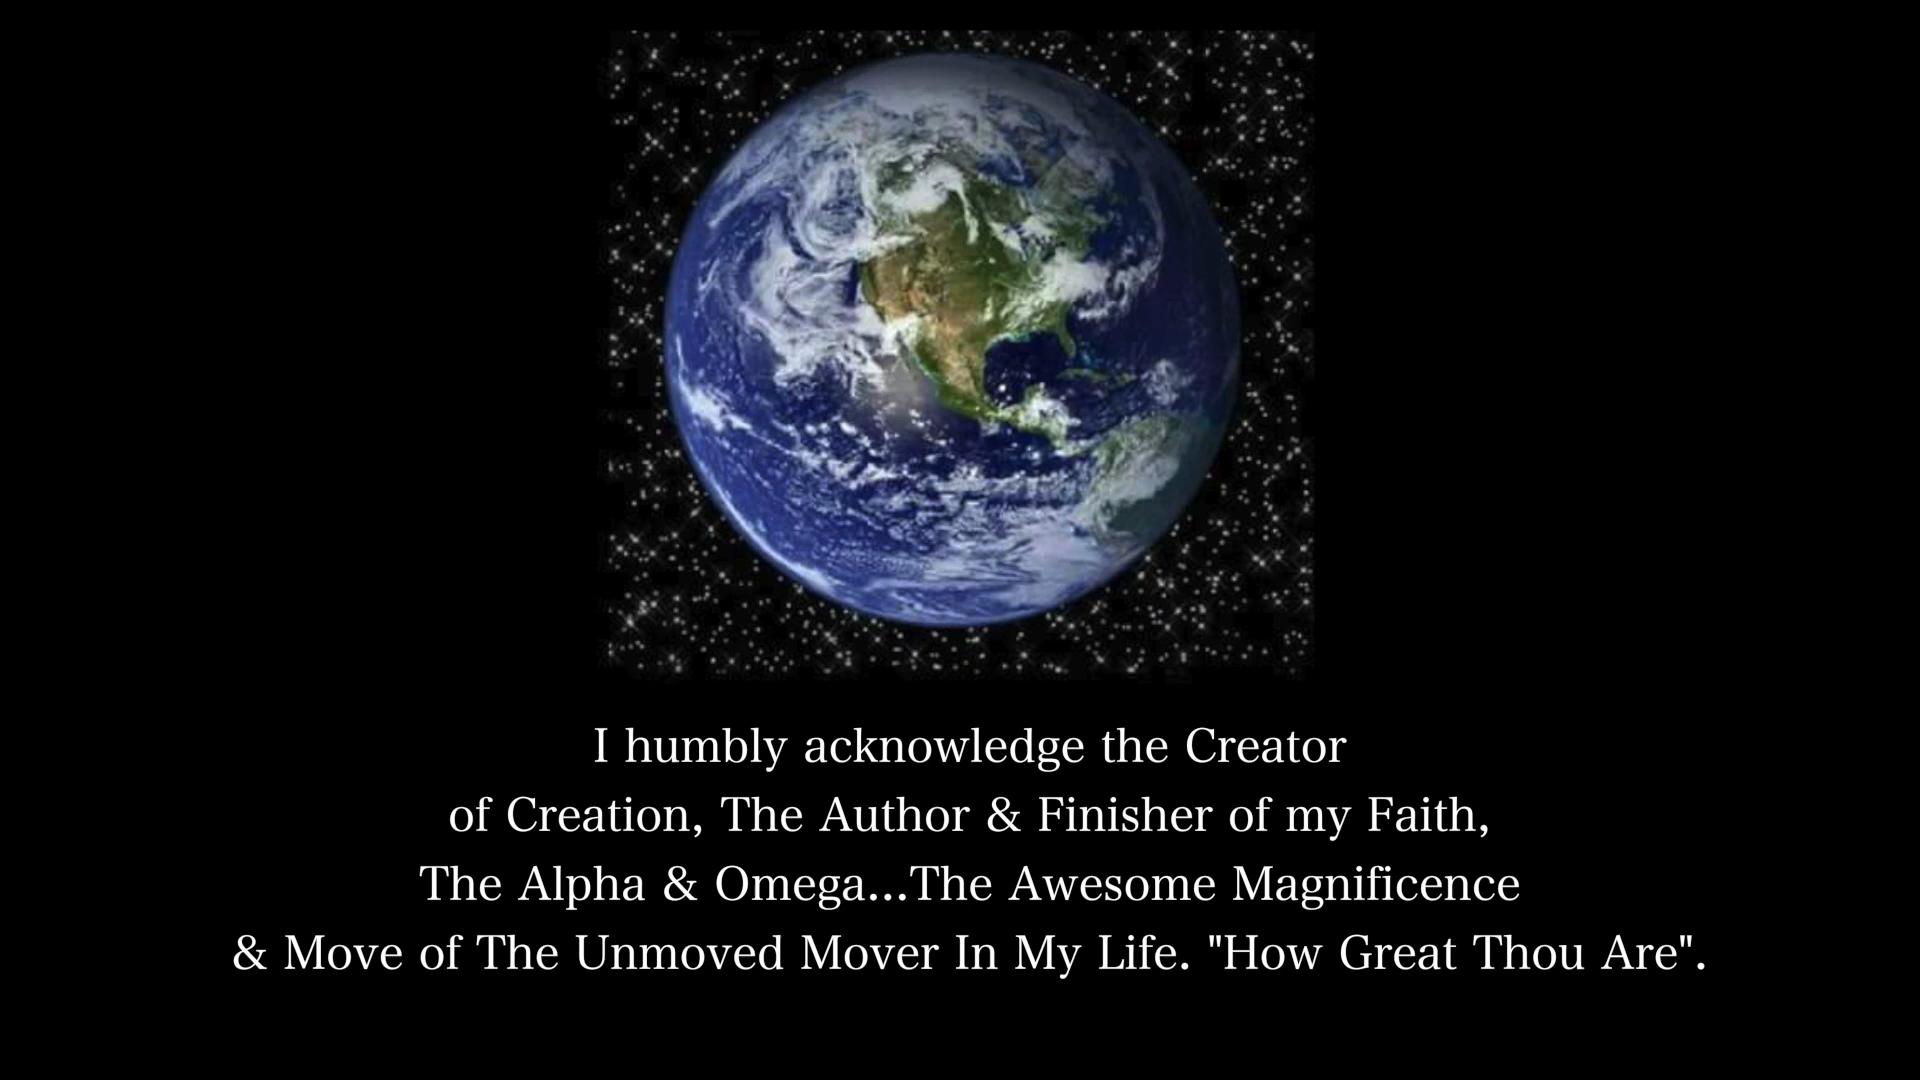 I humbly acknowledge the Creator
of Creation, The Author & Finisher of my Faith,
The Alpha & Omega...The Awesome Magnificence
& Move of The Unmoved Mover In My Life. "How Great Thou Are".